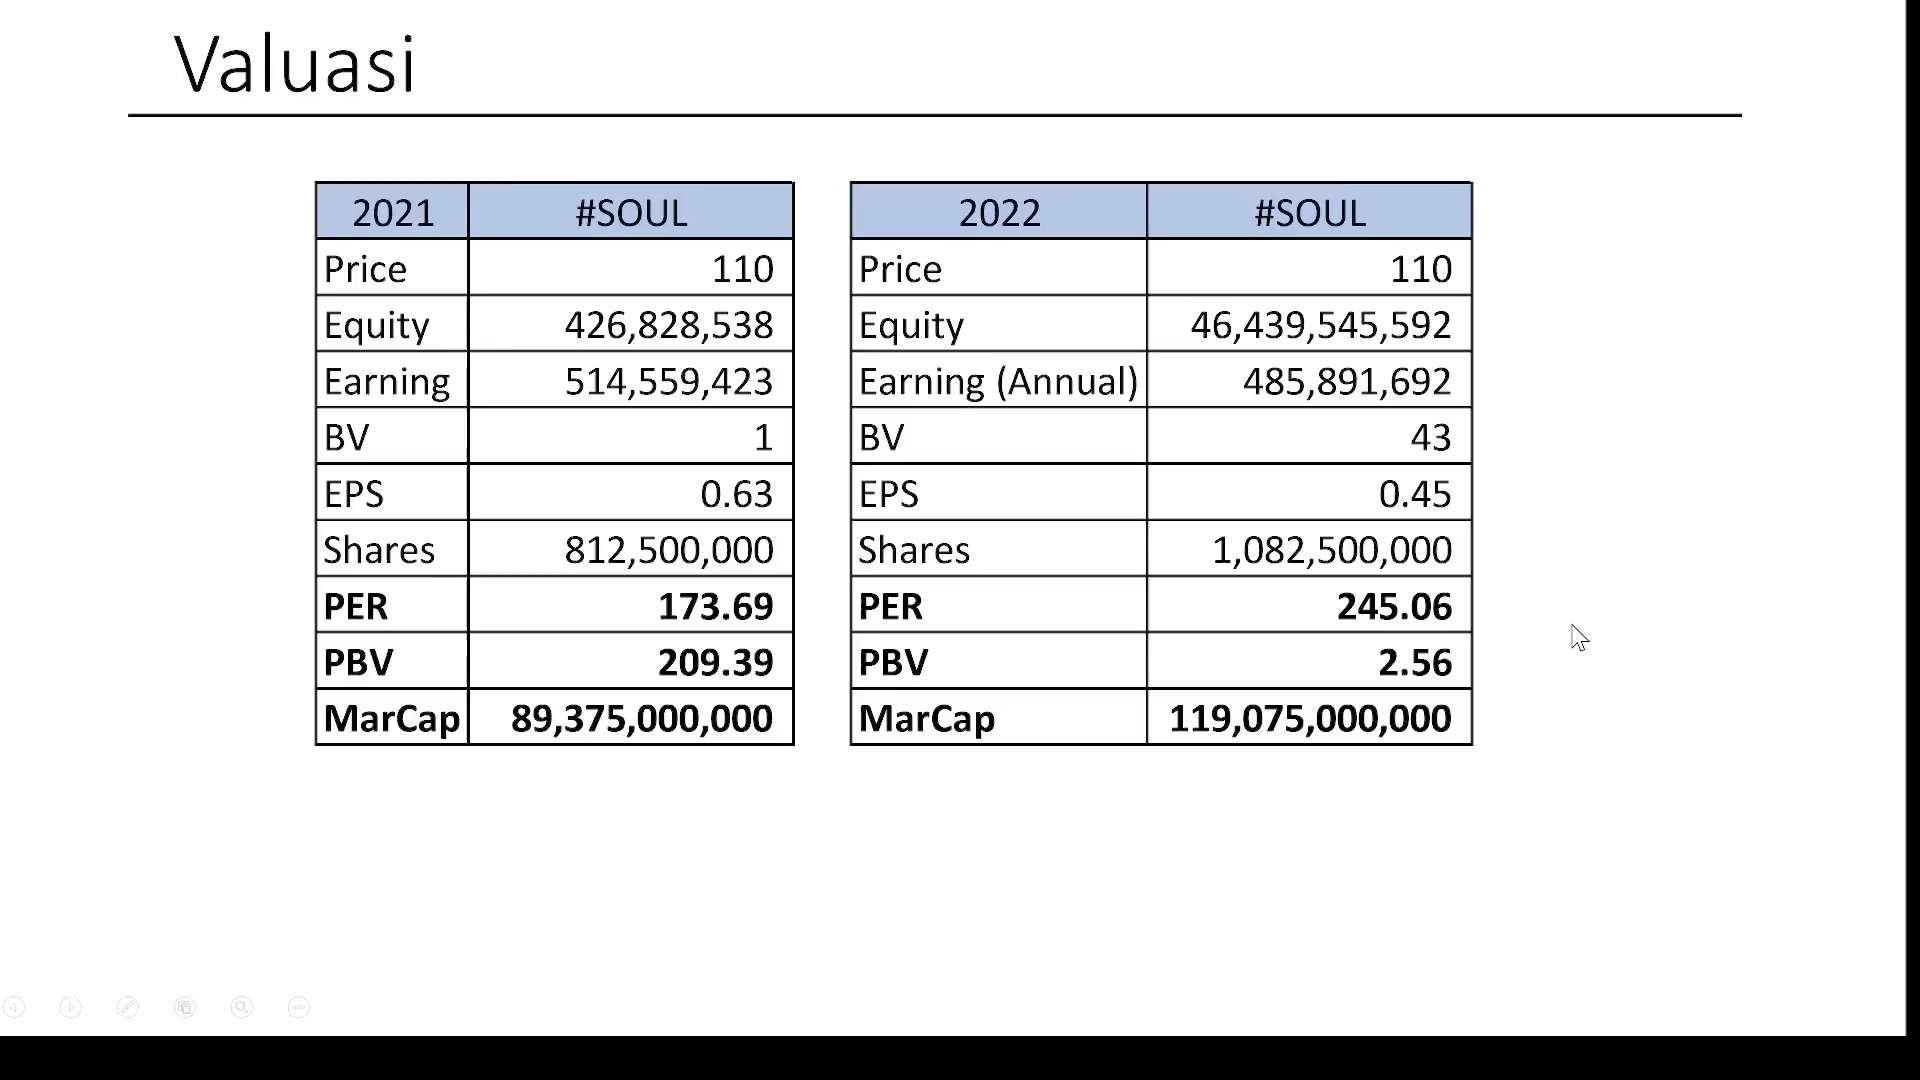 Valuasi
2021 #SOUL
Price 110
Equity 426,828,538
Earning 514,559,423
BV 1
EPS 0.63
Shares 812,500,000
PER 173.69
PBV 209.39
MarCap 89,375,000,000
2022 #SOUL
Price 110
Equity 46,439,545,592
Earning (Annual) 485,891,692
BV 43
EPS 0.45
Shares 1,082,500,000
PER 245.06
PBV 2.56
MarCap 119,075,000,000